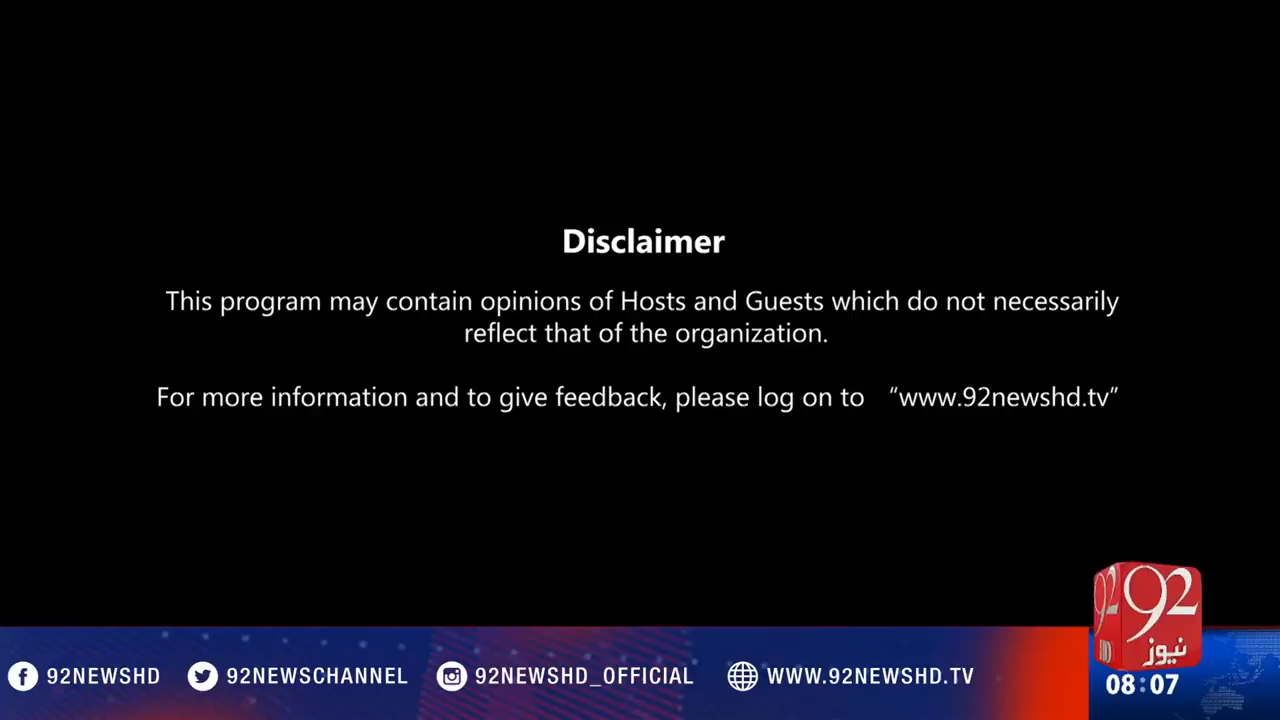 Disclaimer
This program may contain opinions of Hosts and Guests which do not necessarily
reflect that of the organization.
For more information and to give feedback, please log on to “www.92newshd.tv”
92NEWSHD
92NEWSCHANNEL
92NEWSHD_OFFICIAL
WWW.92NEWSHD.TV
92
92
HD
نیوز
08:07